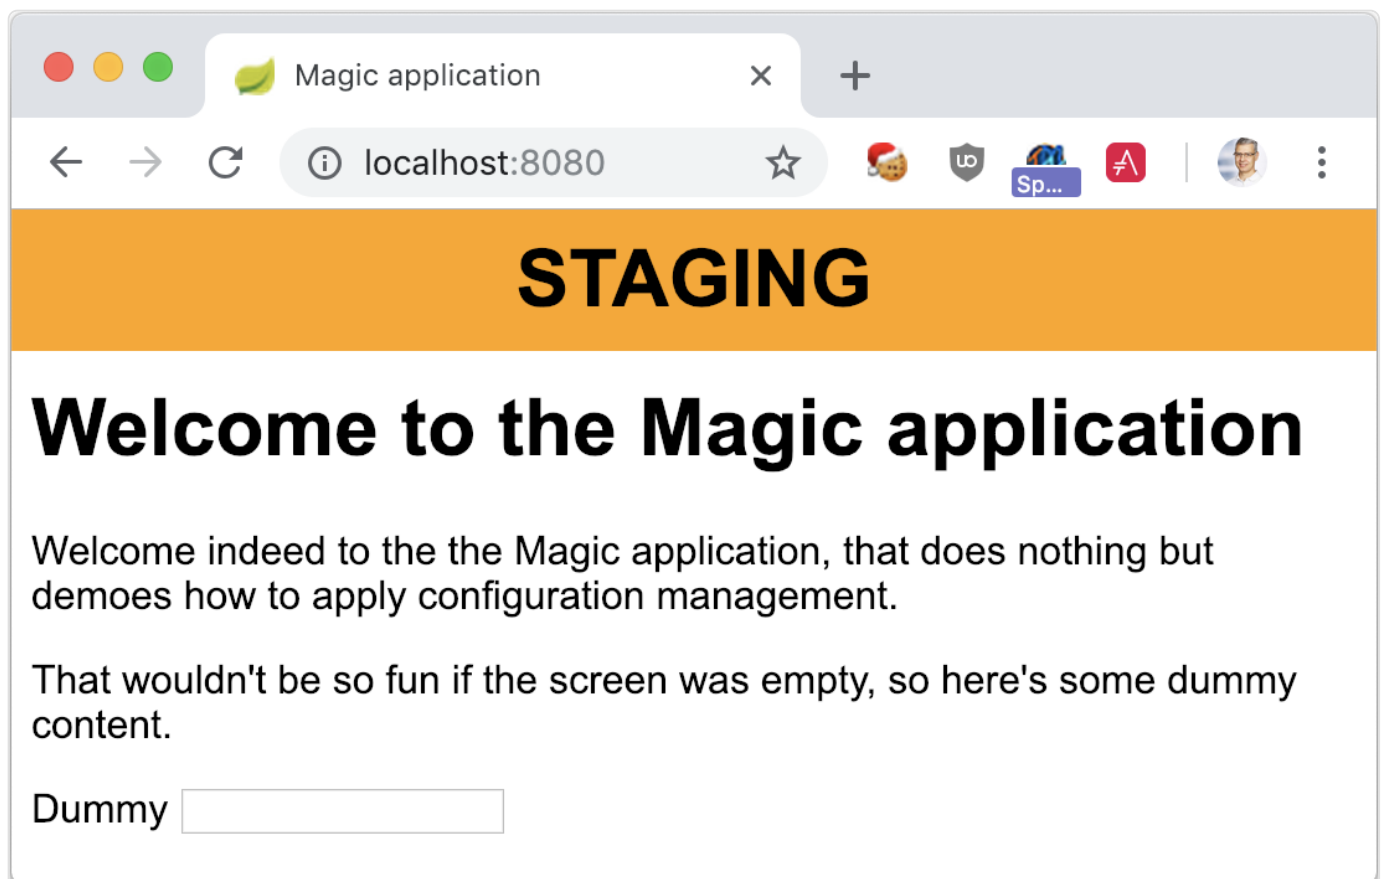 Magic application
localhost:8080
Sp...
STAGING
Welcome to the Magic application
Welcome indeed to the the Magic application, that does nothing but
demoes how to apply configuration management.
That wouldn't be so fun if the screen was empty, so here's some dummy
content.
Dummy